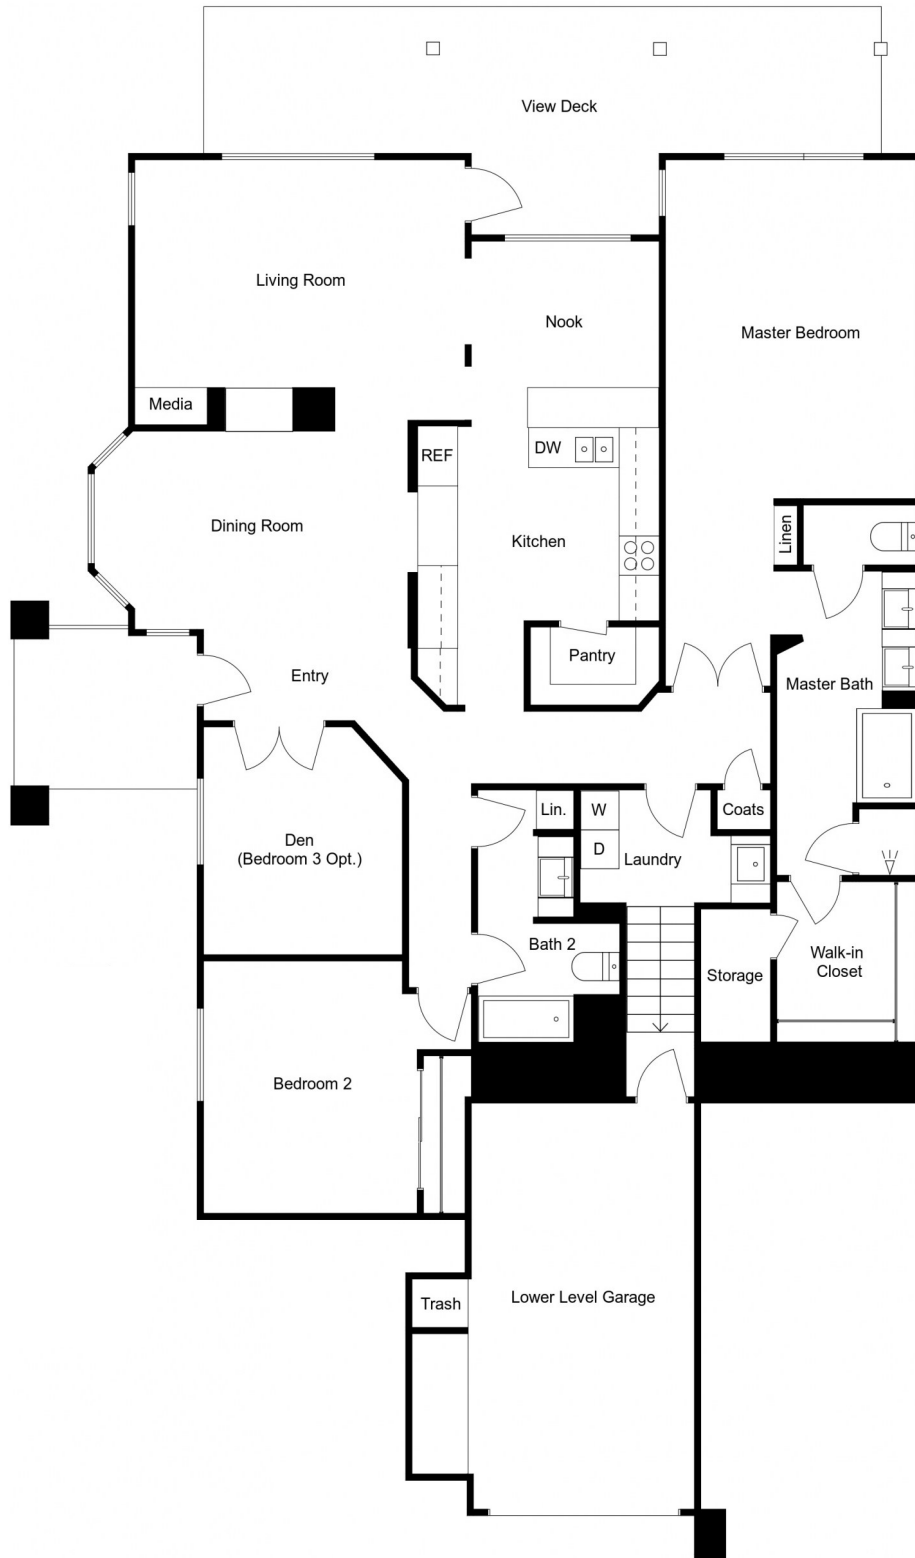 View Deck
Living Room
Nook
Master Bedroom
Media
REF
DW
Dining Room
Kitchen
Linen
Pantry
Entry
Master Bath
Lin.
W
Coats
D
Laundry
Den
(Bedroom 3 Opt.)
Bath 2
Walk-in
Closet
Storage
Bedroom 2
Trash
Lower Level Garage